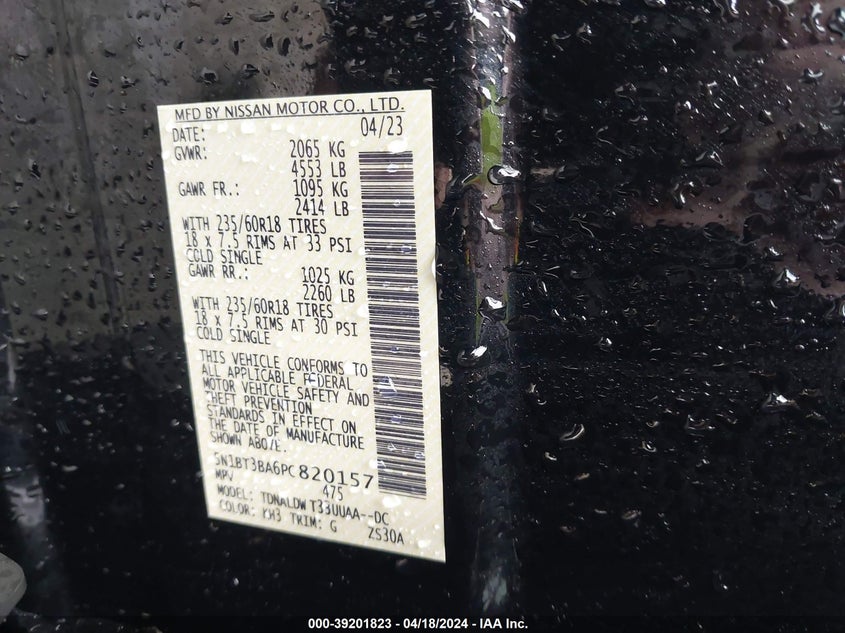 MFD BY NISSAN MOTOR CO., LTD.
DATE: 04/23
GVWR: 2065 KG
4553 LB
GAWR FR.: 1095 KG
2414 LB
WITH 235/60R18 TIRES
18 x 7.5 RIMS AT 33 PSI
COLD SINGLE
GAWR RR.: 1025 KG
2260 LB
WITH 235/60R18 TIRES
18 x 7.5 RIMS AT 30 PSI
COLD SINGLE
THIS VEHICLE CONFORMS TO
ALL APPLICABLE FEDERAL
MOTOR VEHICLE SAFETY AND
THEFT PREVENTION
STANDARDS IN EFFECT ON
THE DATE OF MANUFACTURE
SHOWN ABOVE.
5N1BT3BA6PC820157
MPV 475
MODEL: TDNALDW T33UUAA--DC
COLOR: KH3 TRIM: G ZS30A
000-39201823 - 04/18/2024 - IAA Inc.